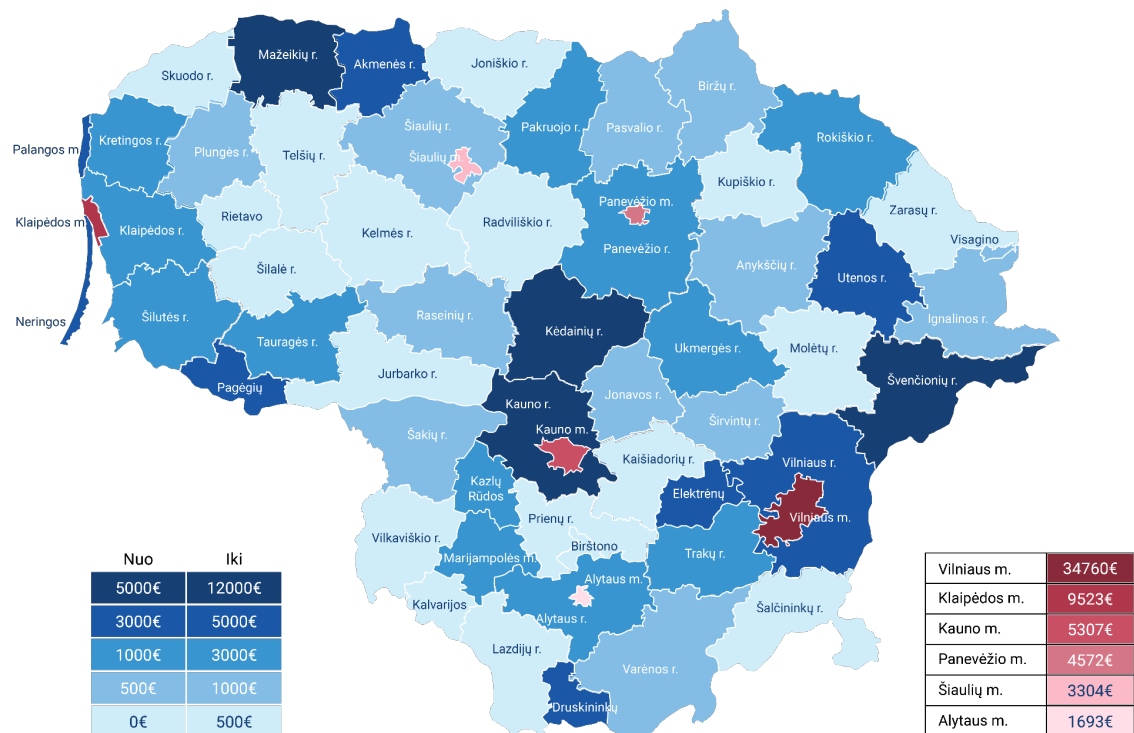 Mažeikių r.
Akmenės r.
Joniškio r.
Skuodo r.
Biržų r.
Kretingos r.
Plungės r.
Telšių r.
Šiaulių r.
Pakruojo r.
Pasvalio r.
Rokiškio r.
Palangos m.
Šiaulių m.
Kupiškio r.
Panevėžio m.
Zarasų r.
Klaipėdos m.
Klaipėdos r.
Rietavo
Kelmės r.
Radviliškio r.
Panevėžio r.
Visagino
Šilalė r.
Anykščių r.
Utenos r.
Neringos
Šilutės r.
Raseinių r.
Kėdainių r.
Ignalinos r.
Tauragės r.
Ukmergės r.
Molėtų r.
Jurbarko r.
Švenčionių r.
Pagėgių
Jonavos r.
Kauno r.
Širvintų r.
Kauno m.
Šakių r.
Kaišiadorių r.
Vilniaus r.
Kazlų
Rūdos
Elektrėnų
Prienų r.
Vilniaus m.
Vilkaviškio r.
Birštono
Marijampolės m.
Trakų r.
Alytaus m.
Kalvarijos
Šalčininkų r.
Alytaus r.
Lazdijų r.
Varėnos r.
Druskininkų
Nuo Iki
5000€ 12000€
3000€ 5000€
1000€ 3000€
500€ 1000€
0€ 500€
Vilniaus m. 34760€
Klaipėdos m. 9523€
Kauno m. 5307€
Panevėžio m. 4572€
Šiaulių m. 3304€
Alytaus m. 1693€